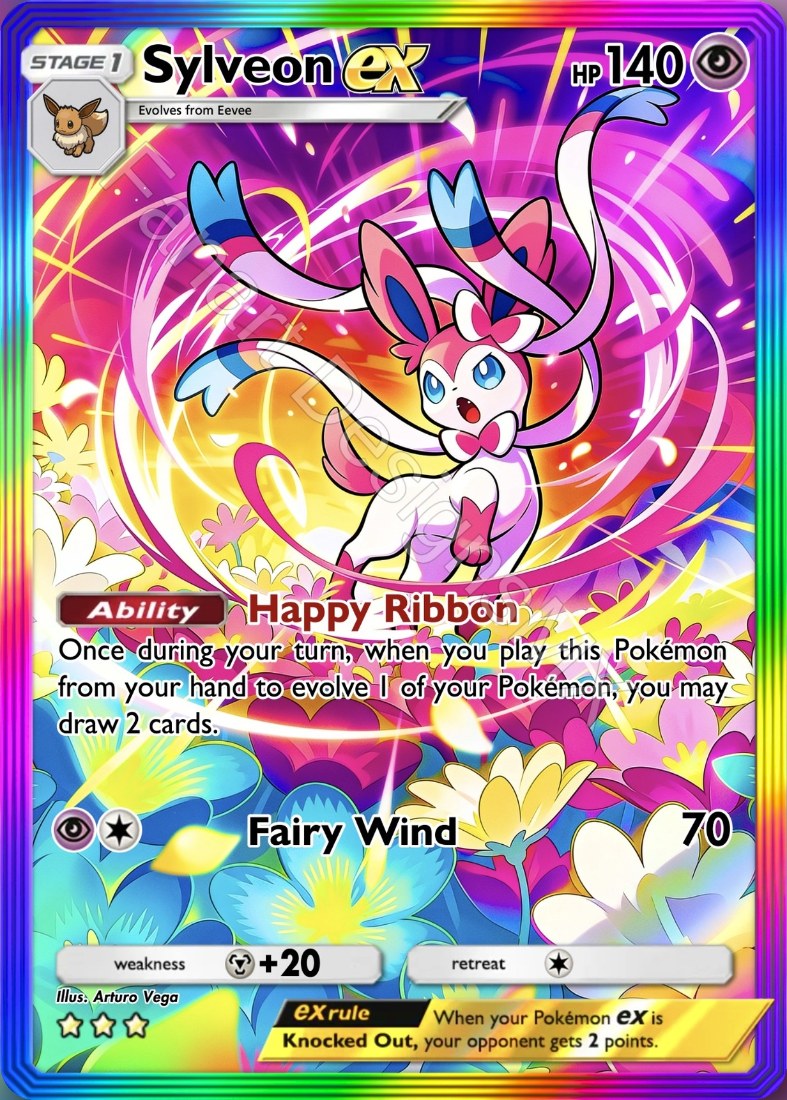 STAGE 1
Sylveon ex
HP 140
Evolves from Eevee
Ability Happy Ribbon
Once during your turn, when you play this Pokémon
from your hand to evolve 1 of your Pokémon, you may
draw 2 cards.
Fairy Wind 70
weakness +20
retreat
Illus. Arturo Vega
ex rule When your Pokémon ex is
Knocked Out, your opponent gets 2 points.
Fanart Designs